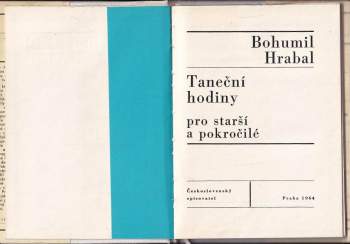 Bohumil
Hrabal
Taneční
hodiny
pro starší
a pokročilé
Československý
spisovatel
Praha 1964